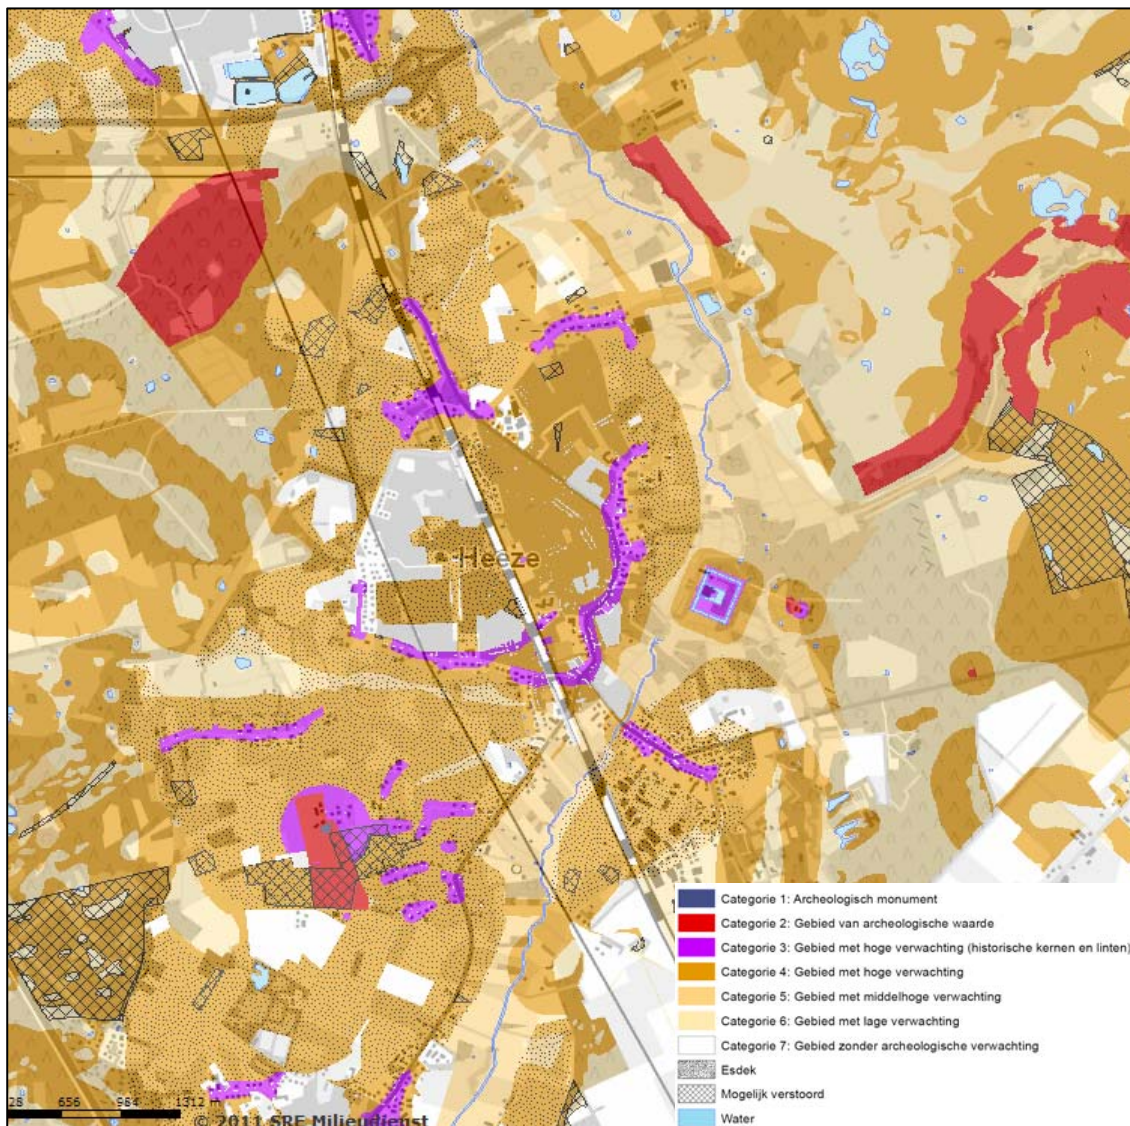 Heeze
Categorie 1: Archeologisch monument
Categorie 2: Gebied van archeologische waarde
Categorie 3: Gebied met hoge verwachting (historische kernen en linten)
Categorie 4: Gebied met hoge verwachting
Categorie 5: Gebied met middelhoge verwachting
Categorie 6: Gebied met lage verwachting
Categorie 7: Gebied zonder archeologische verwachting
Esdek
Mogelijk verstoord
Water
28 656 984 1312 m
© 2011 SRE Milieudienst